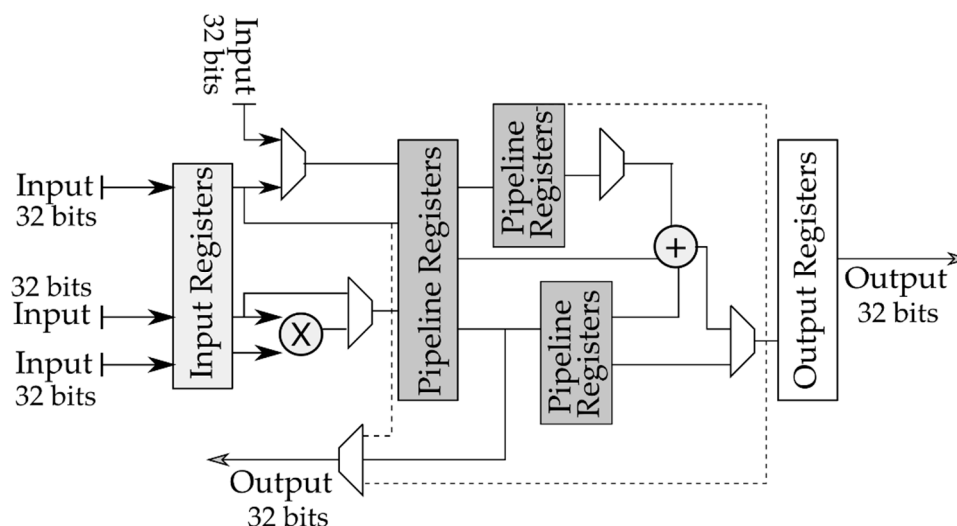 Input
32 bits
Input
32 bits
32 bits
Input
Input
32 bits
Input Registers
X
Pipeline Registers
Pipeline
Registers
+
Pipeline
Registers
Output Registers
Output
32 bits
Output
32 bits